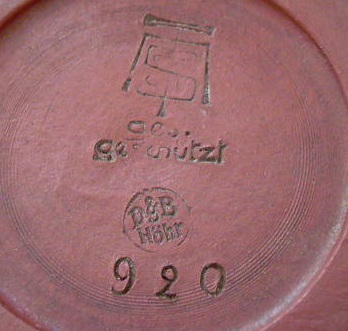 ges.
geschützt
D&B
Höhr
920